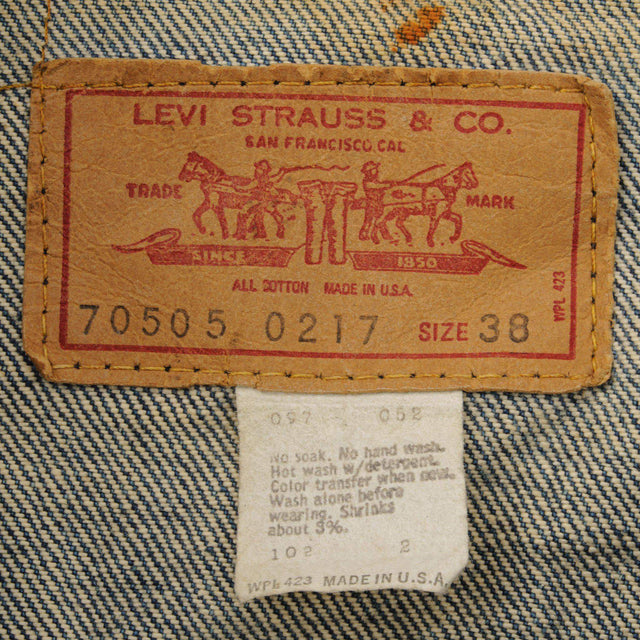 LEVI STRAUSS & CO.
SAN FRANCISCO, CAL
TRADE MARK
SINCE 1850
ALL COTTON MADE IN U.S.A.
WPL 423
70505 0217 SIZE 38
097 052
No soak. No hand wash.
Hot wash w/detergent.
Color transfer when new.
Wash alone before
wearing. Shrinks
about 3%.
102 2
WPL 423 MADE IN U.S.A.